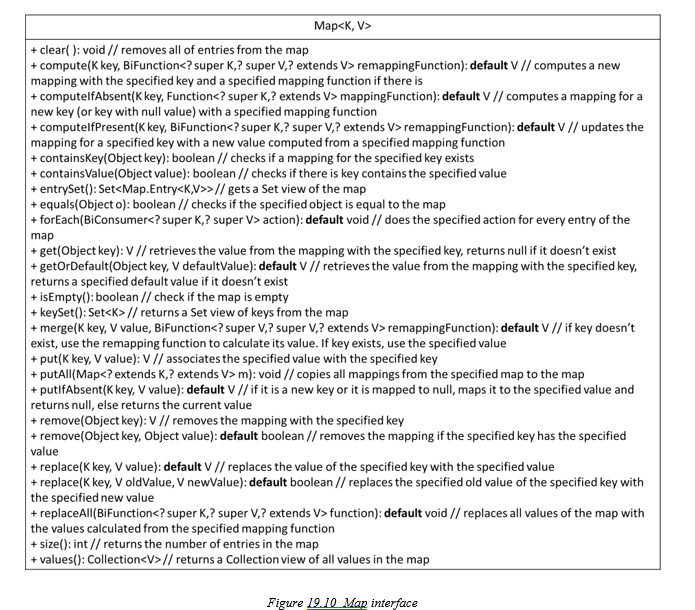 Map<K, V>
+ clear( ): void // removes all of entries from the map
+ compute(K key, BiFunction<? super K,? super V,? extends V> remappingFunction): default V // computes a new
mapping with the specified key and a specified mapping function if there is
+ computeIfAbsent(K key, Function<? super K,? extends V> mappingFunction): default V // computes a mapping for a
new key (or key with null value) with a specified mapping function
+ computeIfPresent(K key, BiFunction<? super K,? super V,? extends V> remappingFunction): default V // updates the
mapping for a specified key with a new value computed from a specified mapping function
+ containsKey(Object key): boolean // checks if a mapping for the specified key exists
+ containsValue(Object value): boolean // checks if there is key contains the specified value
+ entrySet(): Set<Map.Entry<K,V>> // gets a Set view of the map
+ equals(Object o): boolean // checks if the specified object is equal to the map
+ forEach(BiConsumer<? super K,? super V> action): default void // does the specified action for every entry of the
map
+ get(Object key): V // retrieves the value from the mapping with the specified key, returns null if it doesn't exist
+ getOrDefault(Object key, V defaultValue): default V // retrieves the value from the mapping with the specified key,
returns a specified default value if it doesn't exist
+ isEmpty(): boolean // check if the map is empty
+ keySet(): Set<K> // returns a Set view of keys from the map
+ merge(K key, V value, BiFunction<? super V,? super V,? extends V> remappingFunction): default V // if key doesn't
exist, use the remapping function to calculate its value. If key exists, use the specified value
+ put(K key, V value): V // associates the specified value with the specified key
+ putAll(Map<? extends K,? extends V> m): void // copies all mappings from the specified map to the map
+ putIfAbsent(K key, V value): default V // if it is a new key or it is mapped to null, maps it to the specified value and
returns null, else returns the current value
+ remove(Object key): V // removes the mapping with the specified key
+ remove(Object key, Object value): default boolean // removes the mapping if the specified key has the specified
value
+ replace(K key, V value): default V // replaces the value of the specified key with the specified value
+ replace(K key, V oldValue, V newValue): default boolean // replaces the specified old value of the specified key with
the specified new value
+ replaceAll(BiFunction<? super K,? super V,? extends V> function): default void // replaces all values of the map with
the values calculated from the specified mapping function
+ size(): int // returns the number of entries in the map
+ values(): Collection<V> // returns a Collection view of all values in the map
Figure 19.10 Map interface